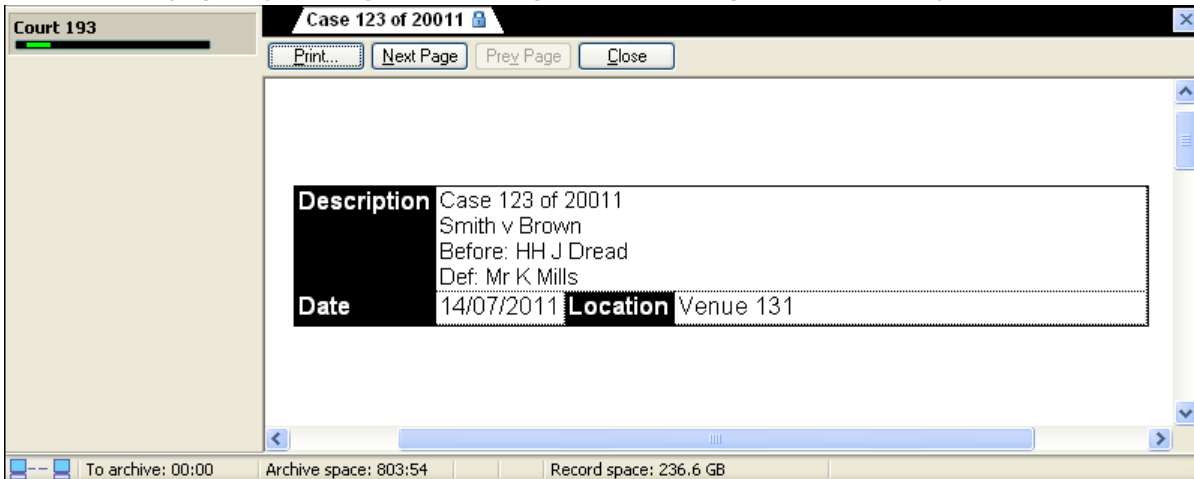 Court 193
Case 123 of 20011
Print... Next Page Prev Page Close
Description Case 123 of 20011
Smith v Brown
Before: HH J Dread
Def: Mr K Mills
Date 14/07/2011 Location Venue 131
To archive: 00:00 Archive space: 803:54 Record space: 236.6 GB